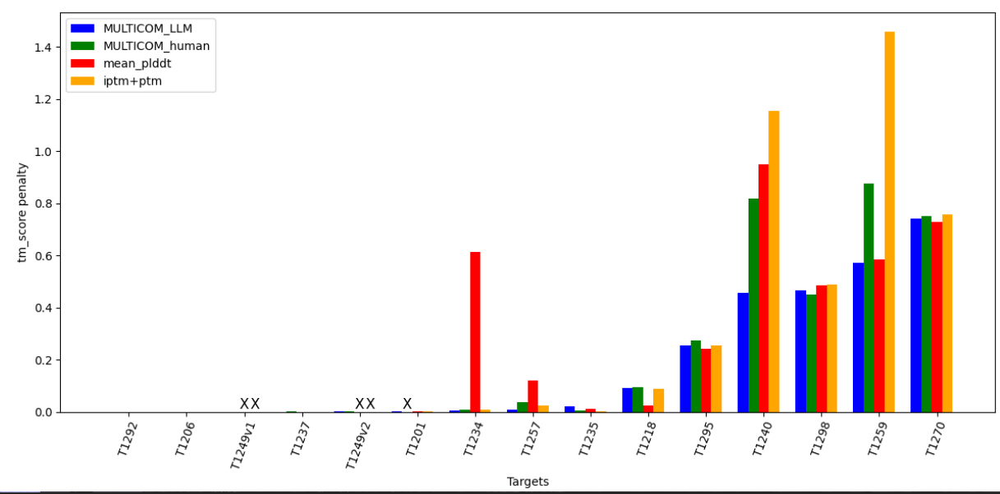 MULTICOM_LLM
MULTICOM_human
mean_plddt
iptm+ptm
tm_score penalty
1.4
1.2
1.0
0.8
0.6
0.4
0.2
0.0
X X X X X
T1292 T1206 T1249v1 T1237 T1249v2 T1201 T1234 T1257 T1235 T1218 T1295 T1240 T1298 T1259 T1270
Targets